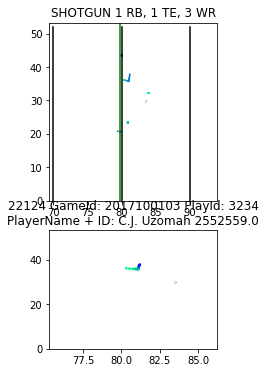 SHOTGUN 1 RB, 1 TE, 3 WR
50
40
30
20
10
0
70 75 80 85 90
22124 GameId: 2017100103 PlayId: 3234
PlayerName + ID: C.J. Uzomah 2552559.0
40
20
0
77.5 80.0 82.5 85.0